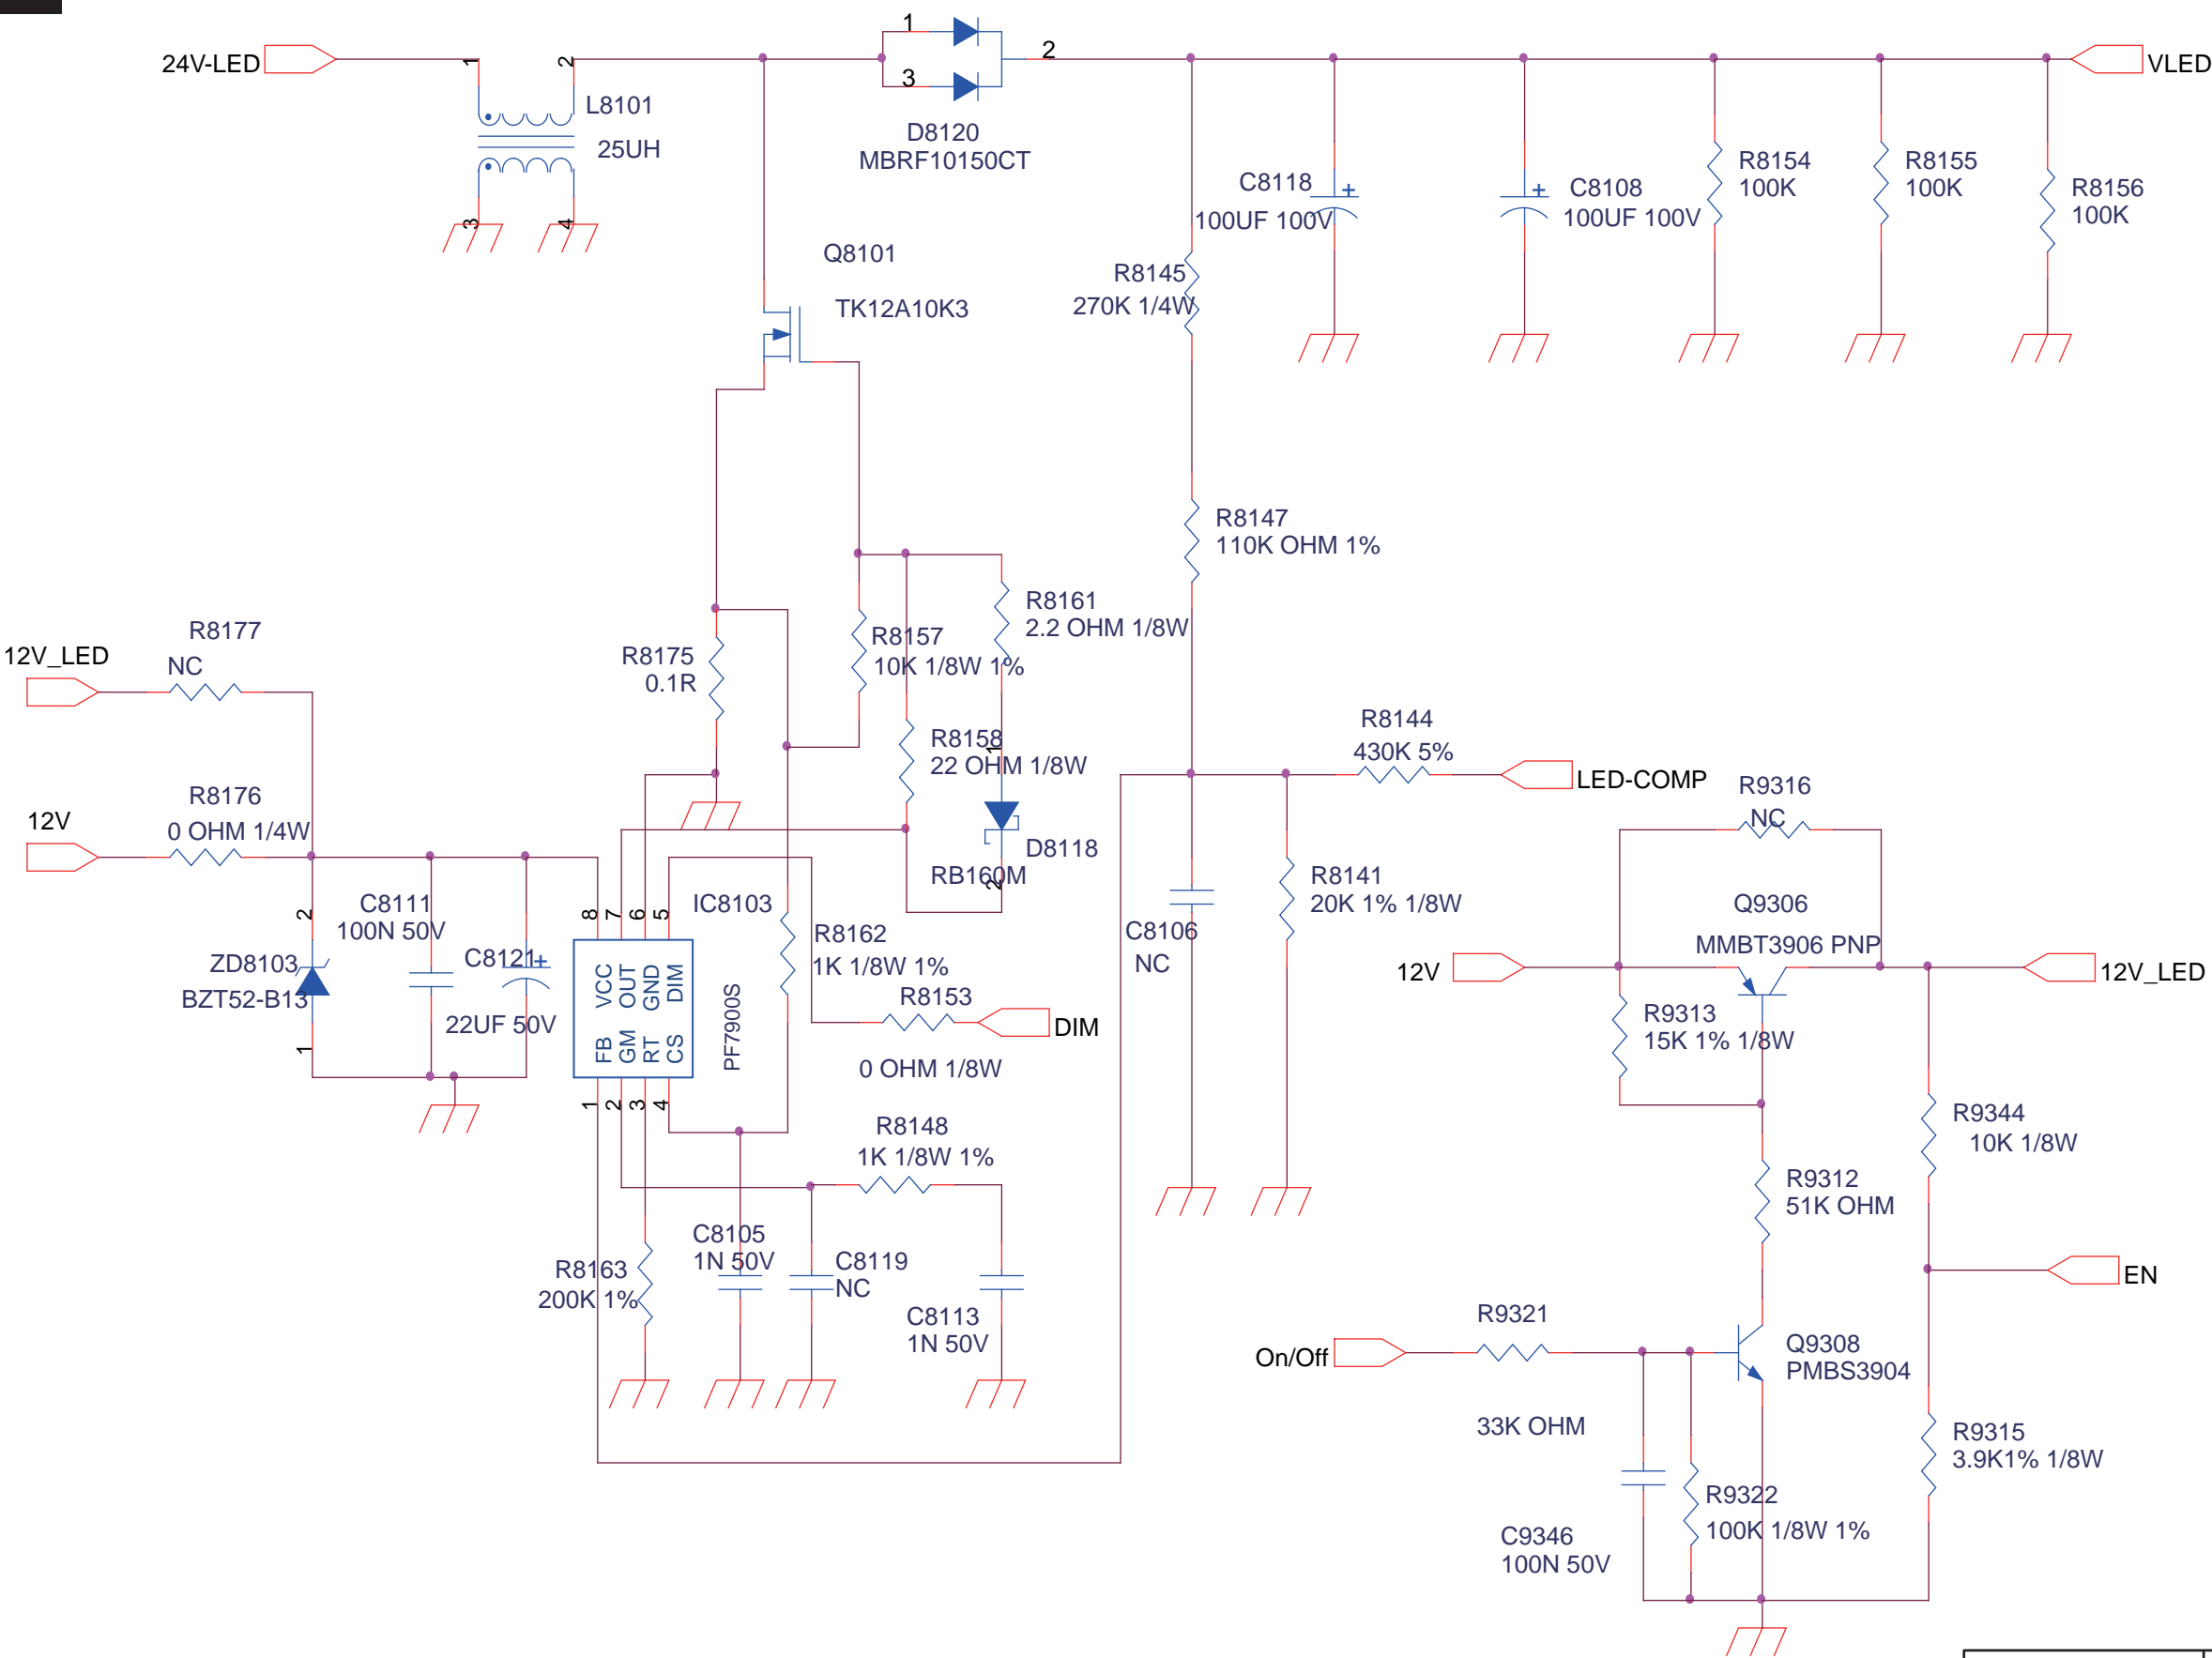 24V-LED
1
2
L8101
25UH
3
4
1
3
2
D8120
MBRF10150CT
VLED
C8118
100UF 100V
+
C8108
100UF 100V
+
R8154
100K
R8155
100K
R8156
100K
Q8101
TK12A10K3
R8145
270K 1/4W
R8147
110K OHM 1%
R8161
2.2 OHM 1/8W
R8157
10K 1/8W 1%
R8175
0.1R
R8158
22 OHM 1/8W
1
D8118
RB160M
2
12V_LED
R8177
NC
12V
R8176
0 OHM 1/4W
2
ZD8103
BZT52-B13
1
C8111
100N 50V
C8121
+
22UF 50V
8
7
6
5
IC8103
VCC
OUT
GND
DIM
FB
GM
RT
CS
PF7900S
1
2
3
4
R8162
1K 1/8W 1%
R8153
0 OHM 1/8W
DIM
R8148
1K 1/8W 1%
R8163
200K 1%
C8105
1N 50V
C8119
NC
C8113
1N 50V
R8144
430K 5%
LED-COMP
C8106
NC
R8141
20K 1% 1/8W
R9316
NC
Q9306
MMBT3906 PNP
12V
12V_LED
R9313
15K 1% 1/8W
R9344
10K 1/8W
R9312
51K OHM
EN
On/Off
R9321
33K OHM
Q9308
PMBS3904
R9315
3.9K1% 1/8W
R9322
100K 1/8W 1%
C9346
100N 50V